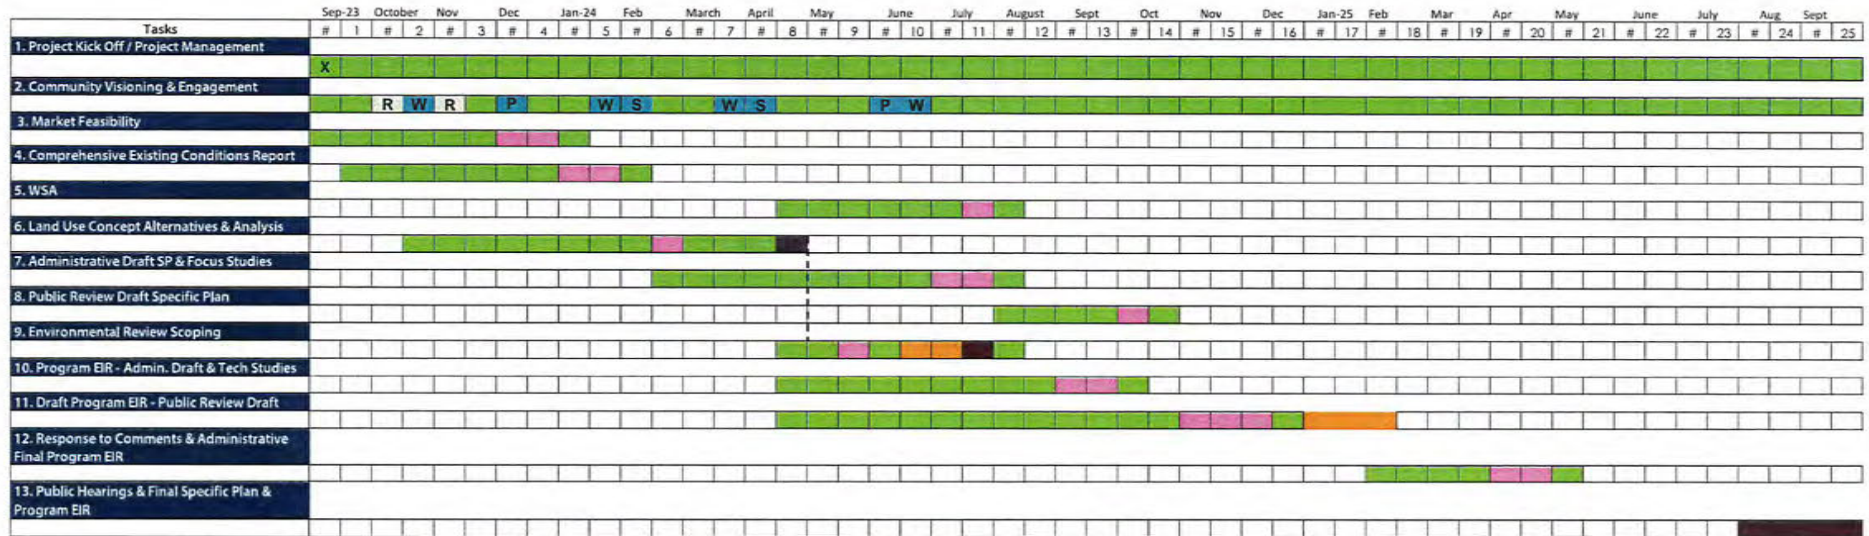 Sep-23 October Nov Dec Jan-24 Feb March April May June July August Sept Oct Nov Dec Jan-25 Feb Mar Apr May June July Aug Sept
Tasks # 1 # 2 # 3 # 4 # 5 # 6 # 7 # 8 # 9 # 10 # 11 # 12 # 13 # 14 # 15 # 16 # 17 # 18 # 19 # 20 # 21 # 22 # 23 # 24 # 25
1. Project Kick Off / Project Management
X
2. Community Visioning & Engagement
R W R P W S W S P W
3. Market Feasibility
4. Comprehensive Existing Conditions Report
5. WSA
6. Land Use Concept Alternatives & Analysis
7. Administrative Draft SP & Focus Studies
8. Public Review Draft Specific Plan
9. Environmental Review Scoping
10. Program EIR - Admin. Draft & Tech Studies
11. Draft Program EIR - Public Review Draft
12. Response to Comments & Administrative
Final Program EIR
13. Public Hearings & Final Specific Plan &
Program EIR